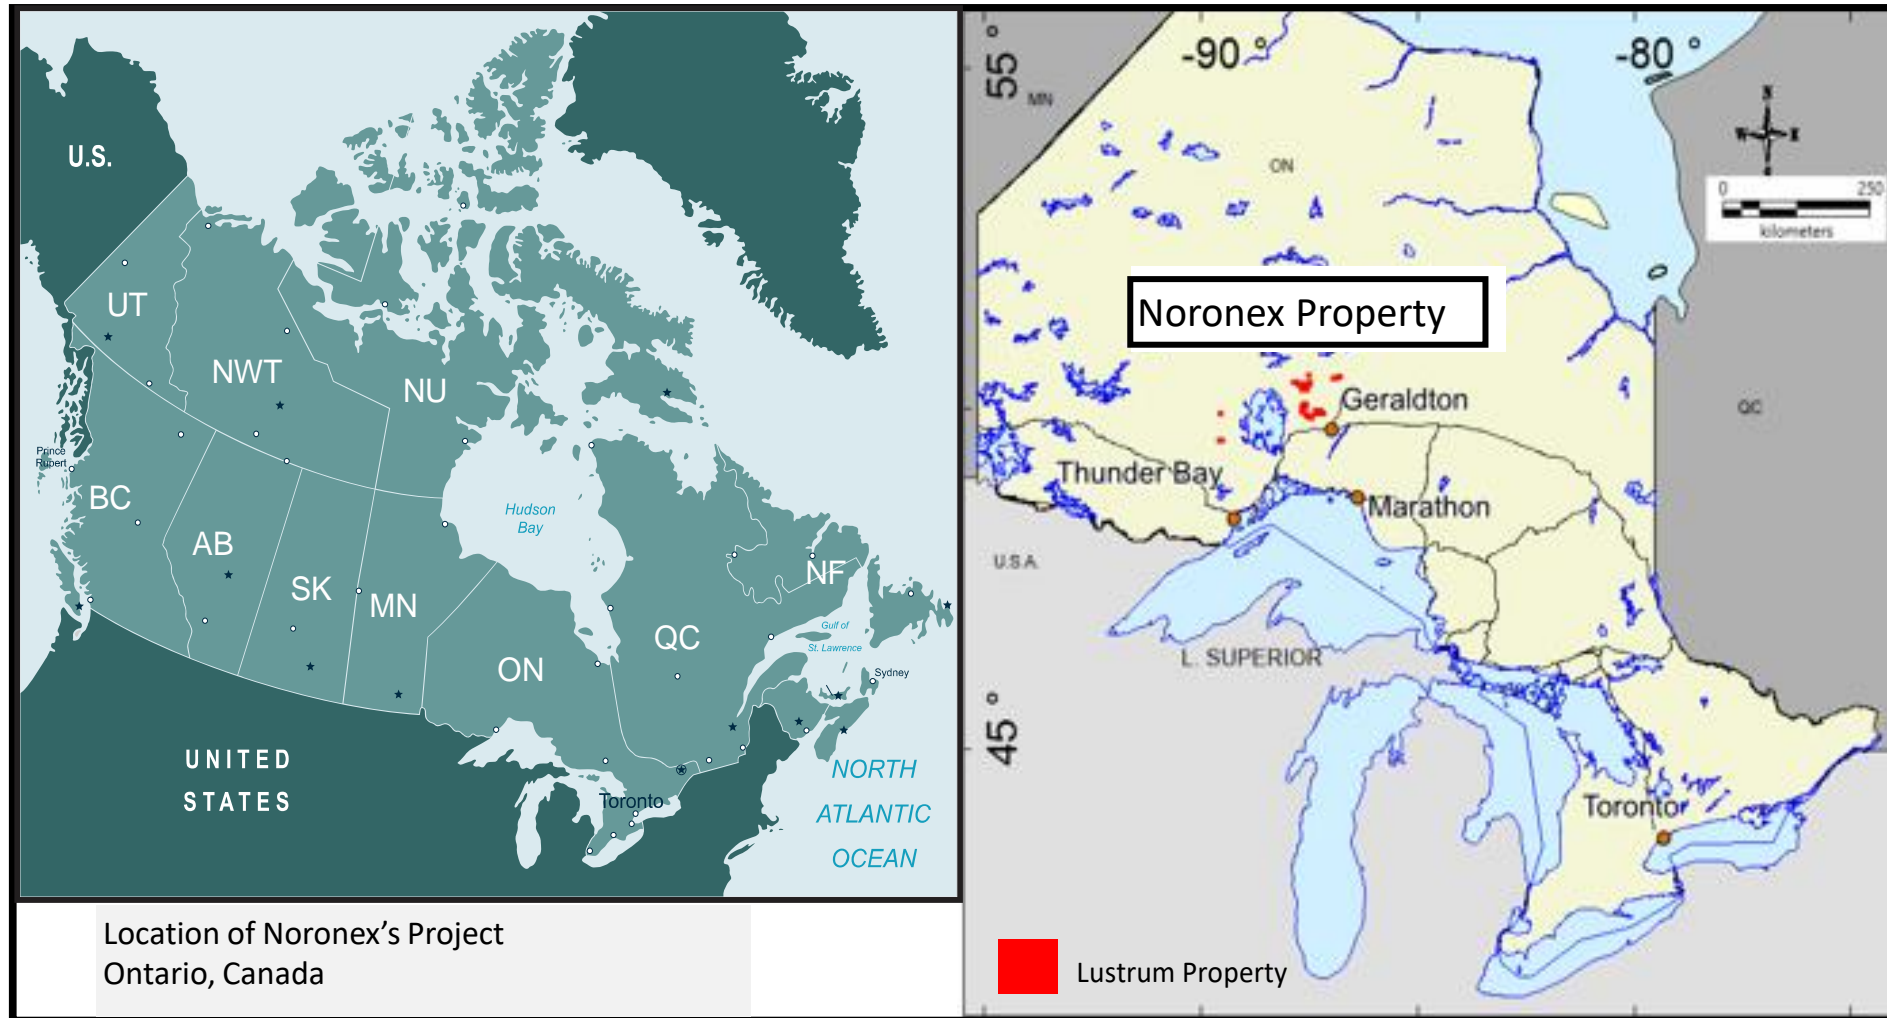 U.S.
UT
NWT
NU
Prince
Rupert
BC
AB
SK
MN
Hudson
Bay
ON
QC
NF
Gulf of
St. Lawrence
Sydney
UNITED
STATES
Toronto
NORTH
ATLANTIC
OCEAN
Location of Noronex's Project
Ontario, Canada
-90 °
-80 °
55 °
MN
ON
N
W E
S
0 250
kilometers
Noronex Property
Geraldton
QC
Thunder Bay
Marathon
U.S.A.
L. SUPERIOR
45 °
Toronto
Lustrum Property